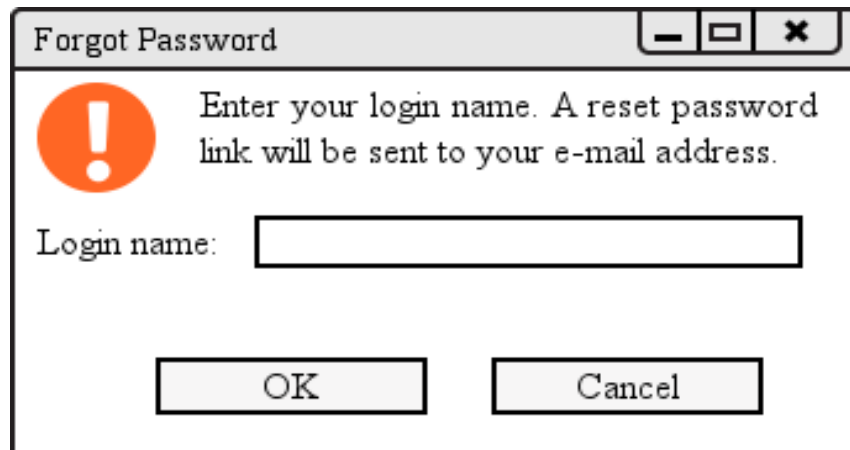 Forgot Password
Enter your login name. A reset password
link will be sent to your e-mail address.
Login name:
OK
Cancel